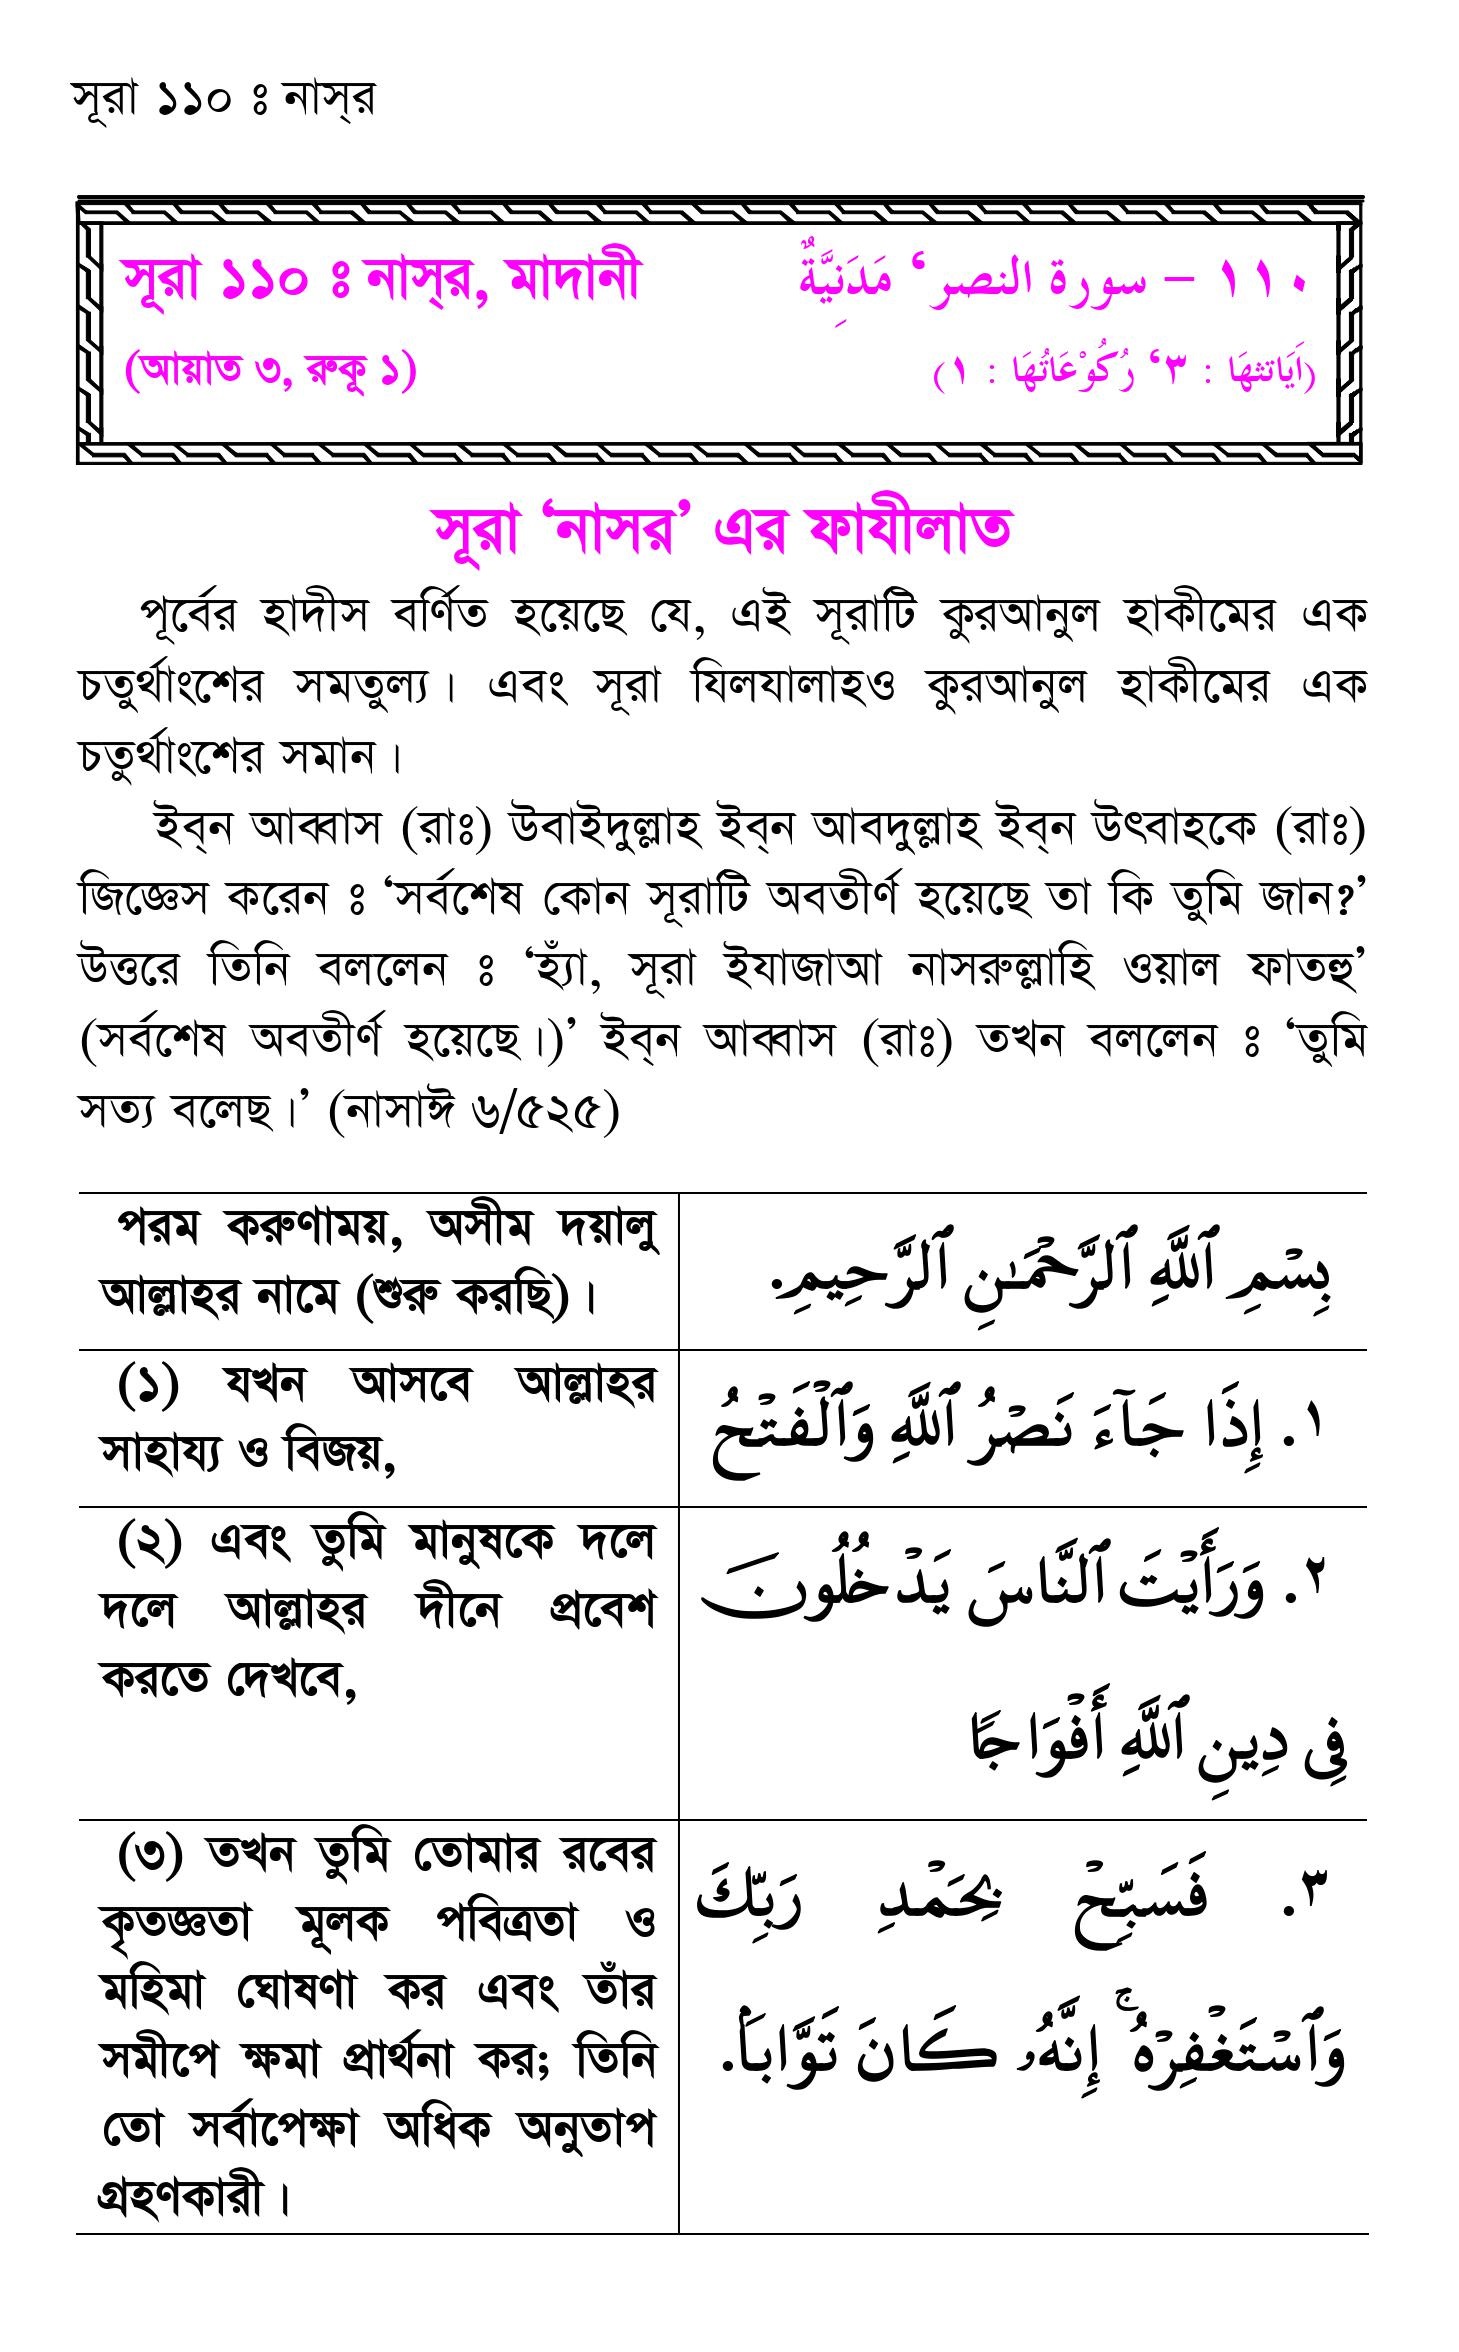 সূরা ১১০ ঃ নাস্‌র
সূরা ১১০ ঃ নাস্‌র, মাদানী
١١٠ – سورة النصر‘ مَدَنِيَّةٌ
(আয়াত ৩, রুকূ ১)
(اَيَاتثهَا : ٣‘ رُكُوْعَاتُهَا : ١)
সূরা ‘নাসর’ এর ফাযীলাত
পূর্বের হাদীস বর্ণিত হয়েছে যে, এই সূরাটি কুরআনুল হাকীমের এক
চতুর্থাংশের সমতুল্য। এবং সূরা যিলযালাহও কুরআনুল হাকীমের এক
চতুর্থাংশের সমান।
ইব্‌ন আব্বাস (রাঃ) উবাইদুল্লাহ ইব্‌ন আবদুল্লাহ ইব্‌ন উৎবাহকে (রাঃ)
জিজ্ঞেস করেন ঃ ‘সর্বশেষ কোন সূরাটি অবতীর্ণ হয়েছে তা কি তুমি জান?’
উত্তরে তিনি বললেন ঃ ‘হ্যাঁ, সূরা ইযাজাআ নাসরুল্লাহি ওয়াল ফাতহু’
(সর্বশেষ অবতীর্ণ হয়েছে।)’ ইব্‌ন আব্বাস (রাঃ) তখন বললেন ঃ ‘তুমি
সত্য বলেছ।’ (নাসাঈ ৬/৫২৫)
পরম করুণাময়, অসীম দয়ালু
আল্লাহর নামে (শুরু করছি)।
بِسْمِ ٱللَّهِ ٱلرَّحْمَـٰنِ ٱلرَّحِيمِ.
(১) যখন আসবে আল্লাহর
সাহায্য ও বিজয়,
١. إِذَا جَآءَ نَصْرُ ٱللَّهِ وَٱلْفَتْحُ
(২) এবং তুমি মানুষকে দলে
দলে আল্লাহর দীনে প্রবেশ
করতে দেখবে,
٢. وَرَأَيْتَ ٱلنَّاسَ يَدْخُلُونَ
فِى دِينِ ٱللَّهِ أَفْوَاجًا
(৩) তখন তুমি তোমার রবের
কৃতজ্ঞতা মূলক পবিত্রতা ও
মহিমা ঘোষণা কর এবং তাঁর
সমীপে ক্ষমা প্রার্থনা কর; তিনি
তো সর্বাপেক্ষা অধিক অনুতাপ
গ্রহণকারী।
٣. فَسَبِّحْ بِحَمْدِ رَبِّكَ
وَٱسْتَغْفِرْهُ ۚ إِنَّهُۥ كَانَ تَوَّابَاۢ.